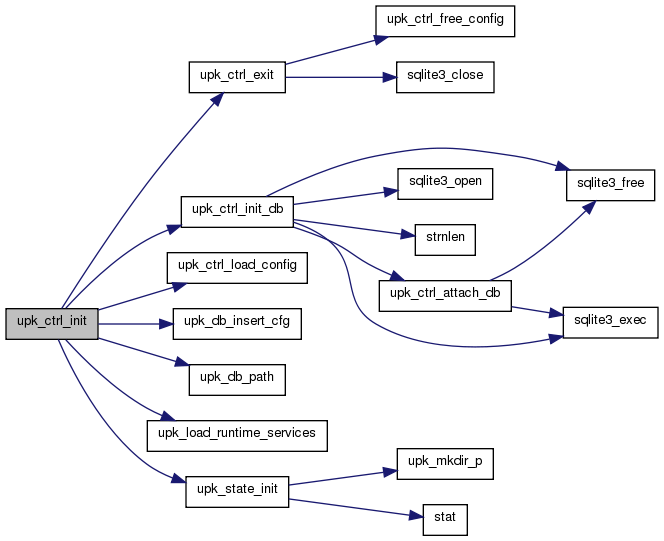 upk_ctrl_free_config
upk_ctrl_exit
sqlite3_close
sqlite3_open
sqlite3_free
upk_ctrl_init_db
strnlen
upk_ctrl_load_config
upk_ctrl_attach_db
upk_ctrl_init
upk_db_insert_cfg
sqlite3_exec
upk_db_path
upk_load_runtime_services
upk_mkdir_p
upk_state_init
stat